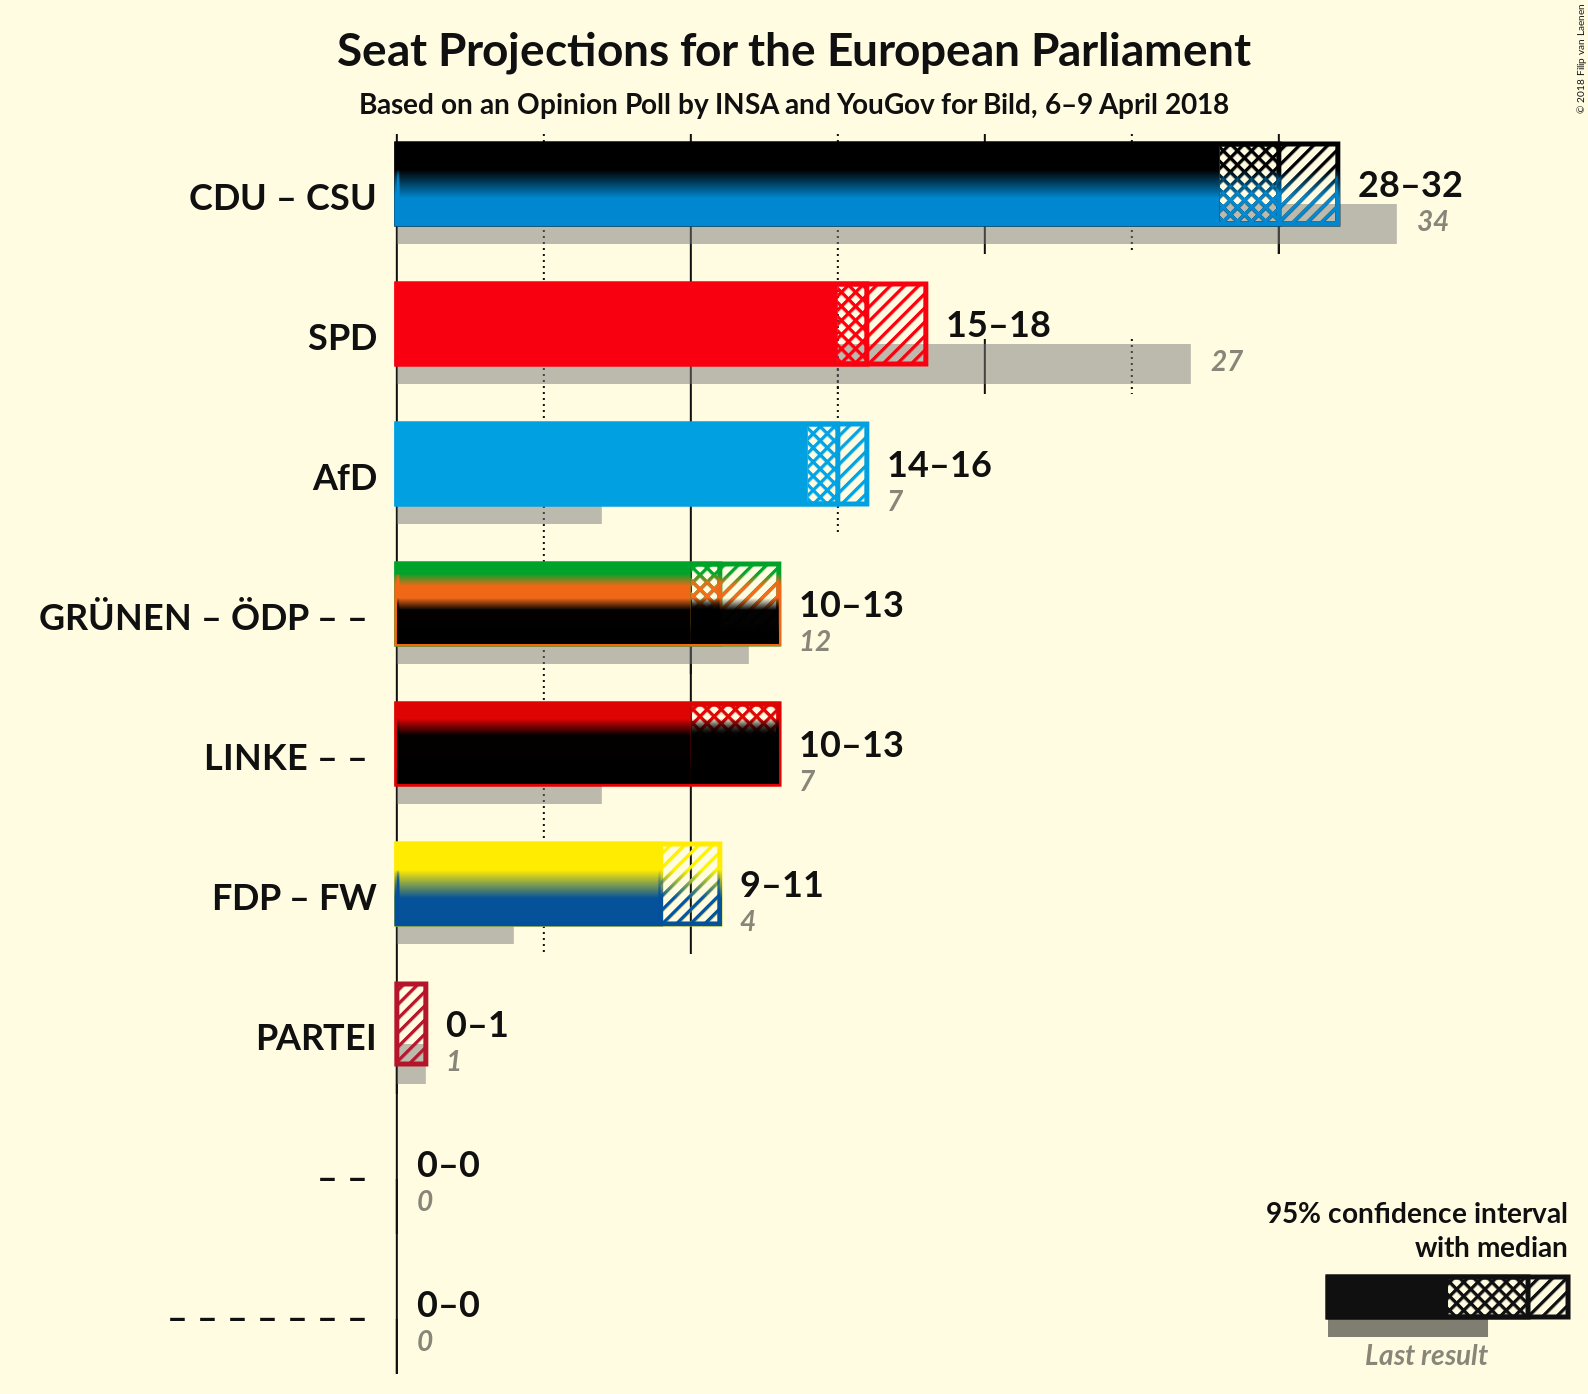 Seat Projections for the European Parliament
Based on an Opinion Poll by INSA and YouGov for Bild, 6–9 April 2018
© 2018 Filip van Laenen
CDU – CSU
28–32
34
SPD
15–18
27
AfD
14–16
7
GRÜNEN – ÖDP – –
10–13
12
LINKE – –
10–13
7
FDP – FW
9–11
4
PARTEI
0–1
1
– –
0–0
0
– – – – – – –
0–0
0
95% confidence interval
with median
Last result